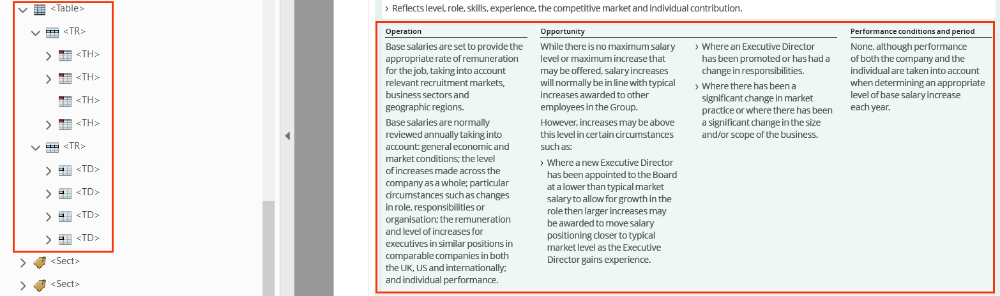 <Table>
<TR>
<TH>
<TH>
<TH>
<TH>
<TR>
<TD>
<TD>
<TD>
<TD>
<Sect>
<Sect>
› Reflects level, role, skills, experience, the competitive market and individual contribution.
Operation
Base salaries are set to provide the
appropriate rate of remuneration
for the job, taking into account
relevant recruitment markets,
business sectors and
geographic regions.
Base salaries are normally
reviewed annually taking into
account: general economic and
market conditions; the level
of increases made across the
company as a whole; particular
circumstances such as changes
in role, responsibilities or
organisation; the remuneration
and level of increases for
executives in similar positions in
comparable companies in both
the UK, US and internationally;
and individual performance.
Opportunity
While there is no maximum salary
level or maximum increase that
may be offered, salary increases
will normally be in line with typical
increases awarded to other
employees in the Group.
However, increases may be above
this level in certain circumstances
such as:
› Where a new Executive Director
has been appointed to the Board
at a lower than typical market
salary to allow for growth in the
role then larger increases may
be awarded to move salary
positioning closer to typical
market level as the Executive
Director gains experience.
› Where an Executive Director
has been promoted or has had a
change in responsibilities.
› Where there has been a
significant change in market
practice or where there has been
a significant change in the size
and/or scope of the business.
Performance conditions and period
None, although performance
of both the company and the
individual are taken into account
when determining an appropriate
level of base salary increase
each year.